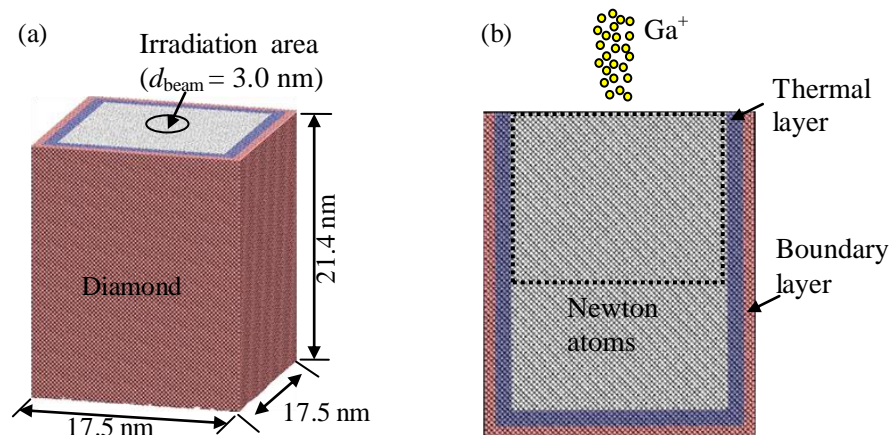 (a)
Irradiation area
(dbeam = 3.0 nm)
Diamond
21.4 nm
17.5 nm
17.5 nm
(b)
Ga⁺
Thermal
layer
Boundary
layer
Newton
atoms